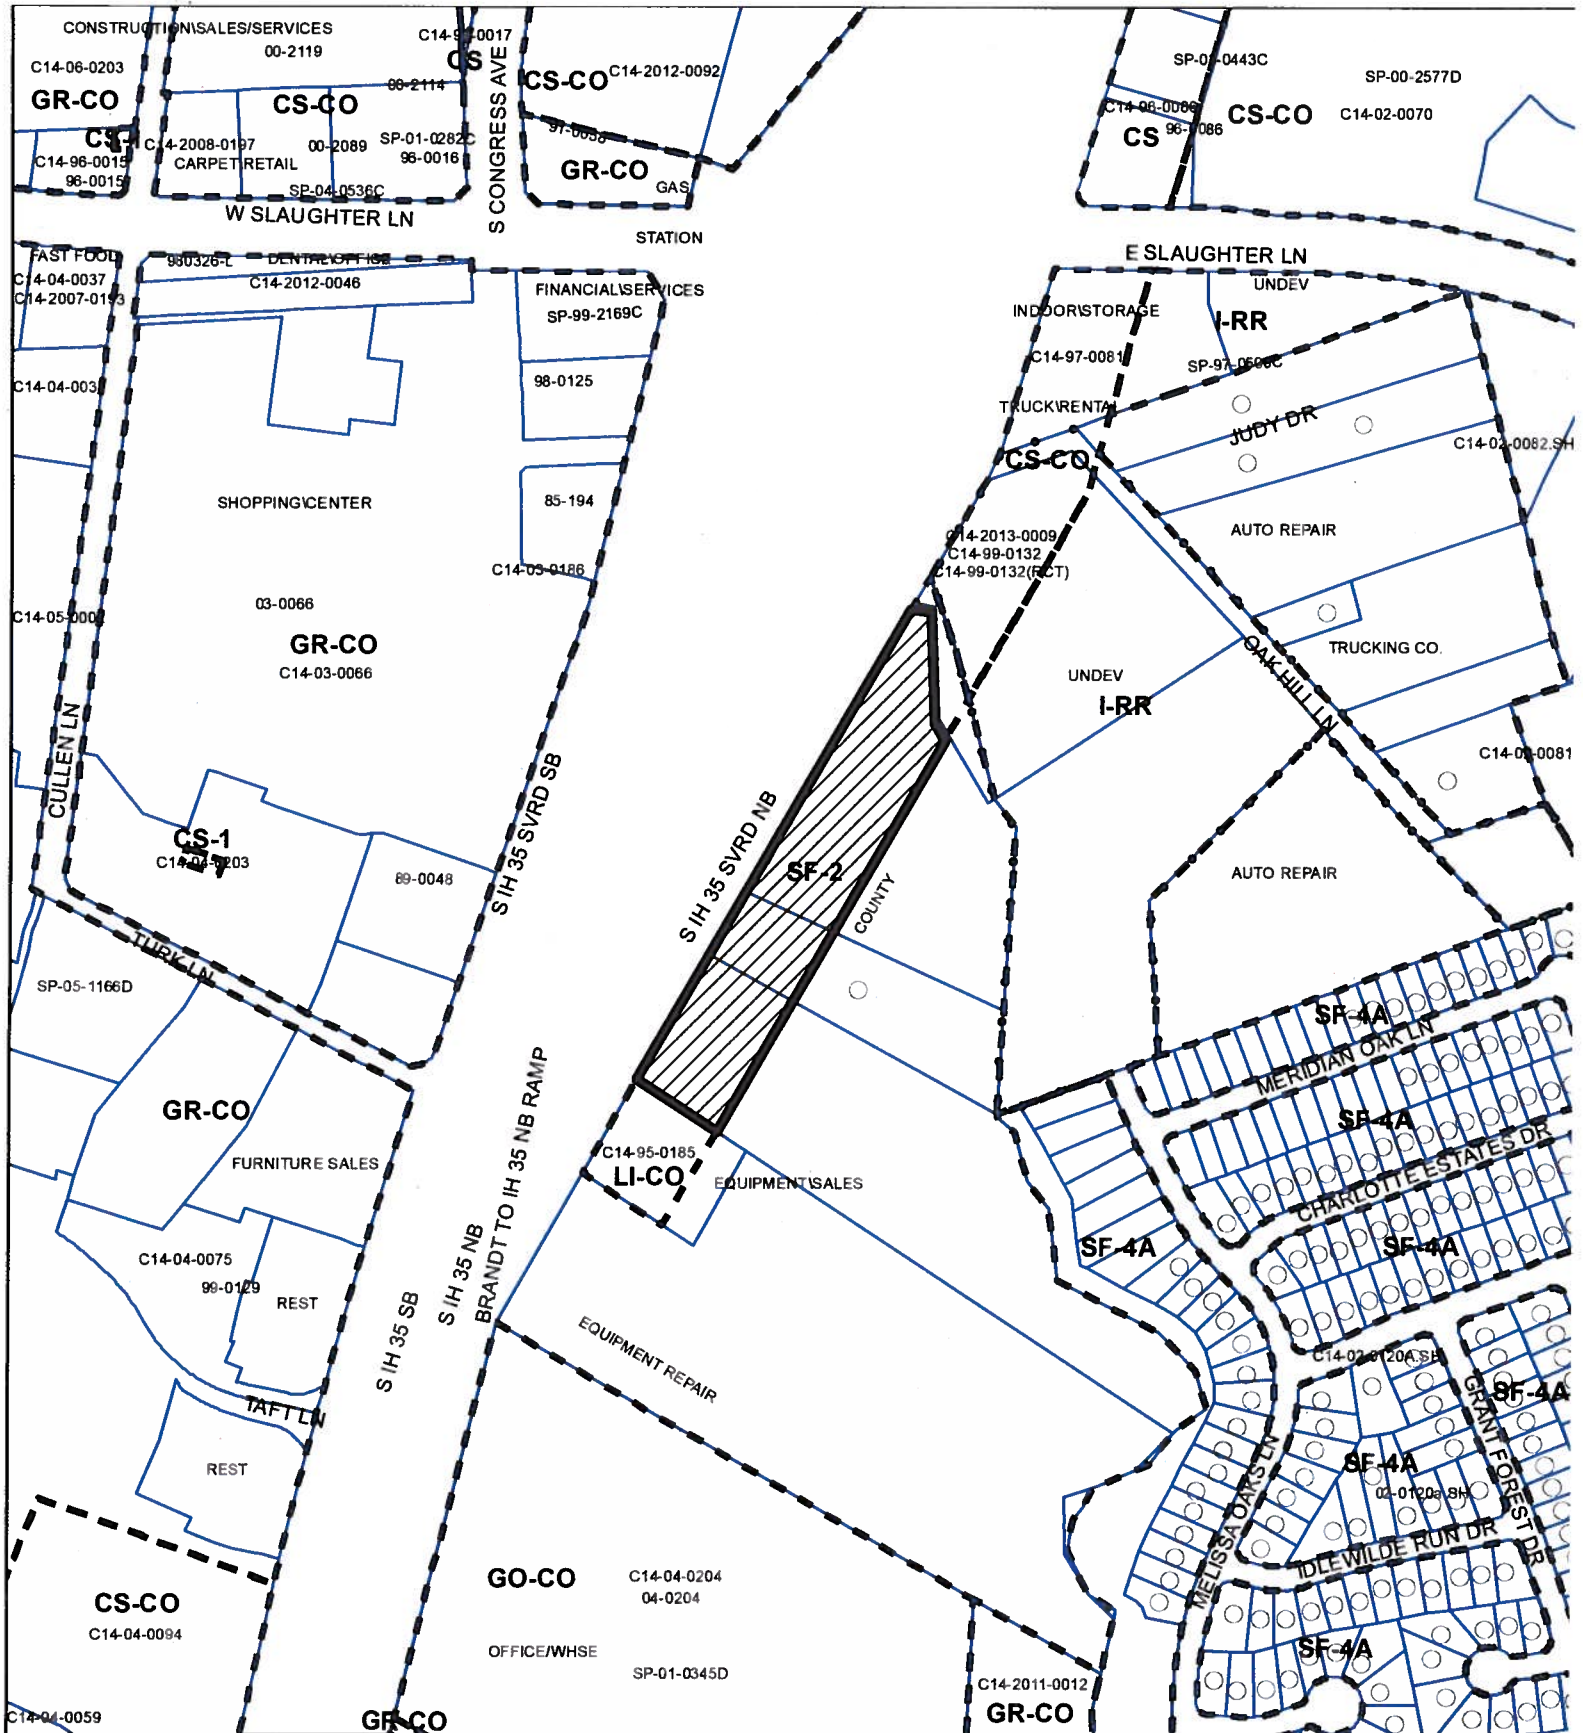 CONSTRUCTION\SALES/SERVICES
00-2119
C14-06-0203
GR-CO
CS-CO
00-2114
CS
S CONGRESS AVE
CS-CO
C14-2012-0092
C14-2008-0197
00-2089
SP-01-0282C
96-0016
CARPET\RETAIL
SP-04-0536C
C14-96-0015
96-0015
GR-CO
GAS
STATION
W SLAUGHTER LN
SP-00-2577D
CS-CO
C14-02-0070
CS
96-0086
E SLAUGHTER LN
FAST FOOD
C14-04-0037
C14-2007-0193
980326-L
DENTAL\OFFICE
C14-2012-0046
FINANCIAL\SERVICES
SP-99-2169C
98-0125
85-194
C14-03-0186
SHOPPING\CENTER
03-0066
GR-CO
C14-03-0066
CULLEN LN
CS-1
89-0048
S IH 35 SVRD SB
TURK LN
SP-05-1166D
UNDEV
INDOOR\STORAGE
I-RR
C14-97-0081
TRUCK\RENTAL
CS-CO
JUDY DR
C14-02-0082.SH
AUTO REPAIR
C14-2013-0009
C14-99-0132
C14-99-0132(RCT)
TRUCKING CO.
OAK HILL LN
UNDEV
I-RR
AUTO REPAIR
S IH 35 SVRD NB
SF-2
COUNTY
SF-4A
MERIDIAN OAK LN
SF-4A
CHARLOTTE ESTATES DR
SF-4A
SF-4A
GR-CO
FURNITURE SALES
C14-04-0075
99-0129
REST
TAFT LN
REST
S IH 35 SB
S IH 35 NB
BRANDT TO IH 35 NB RAMP
C14-95-0185
LI-CO
EQUIPMENT\SALES
EQUIPMENT REPAIR
C14-02-0120A.SH
SF-4A
GRANT FOREST DR
SF-4A
02-0120a.SH
MELISSA OAKS LN
IDLEWILDE RUN DR
SF-4A
CS-CO
C14-04-0094
GO-CO
C14-04-0204
04-0204
OFFICE/WHSE
SP-01-0345D
C14-2011-0012
GR-CO
C14-04-0059
GR-CO